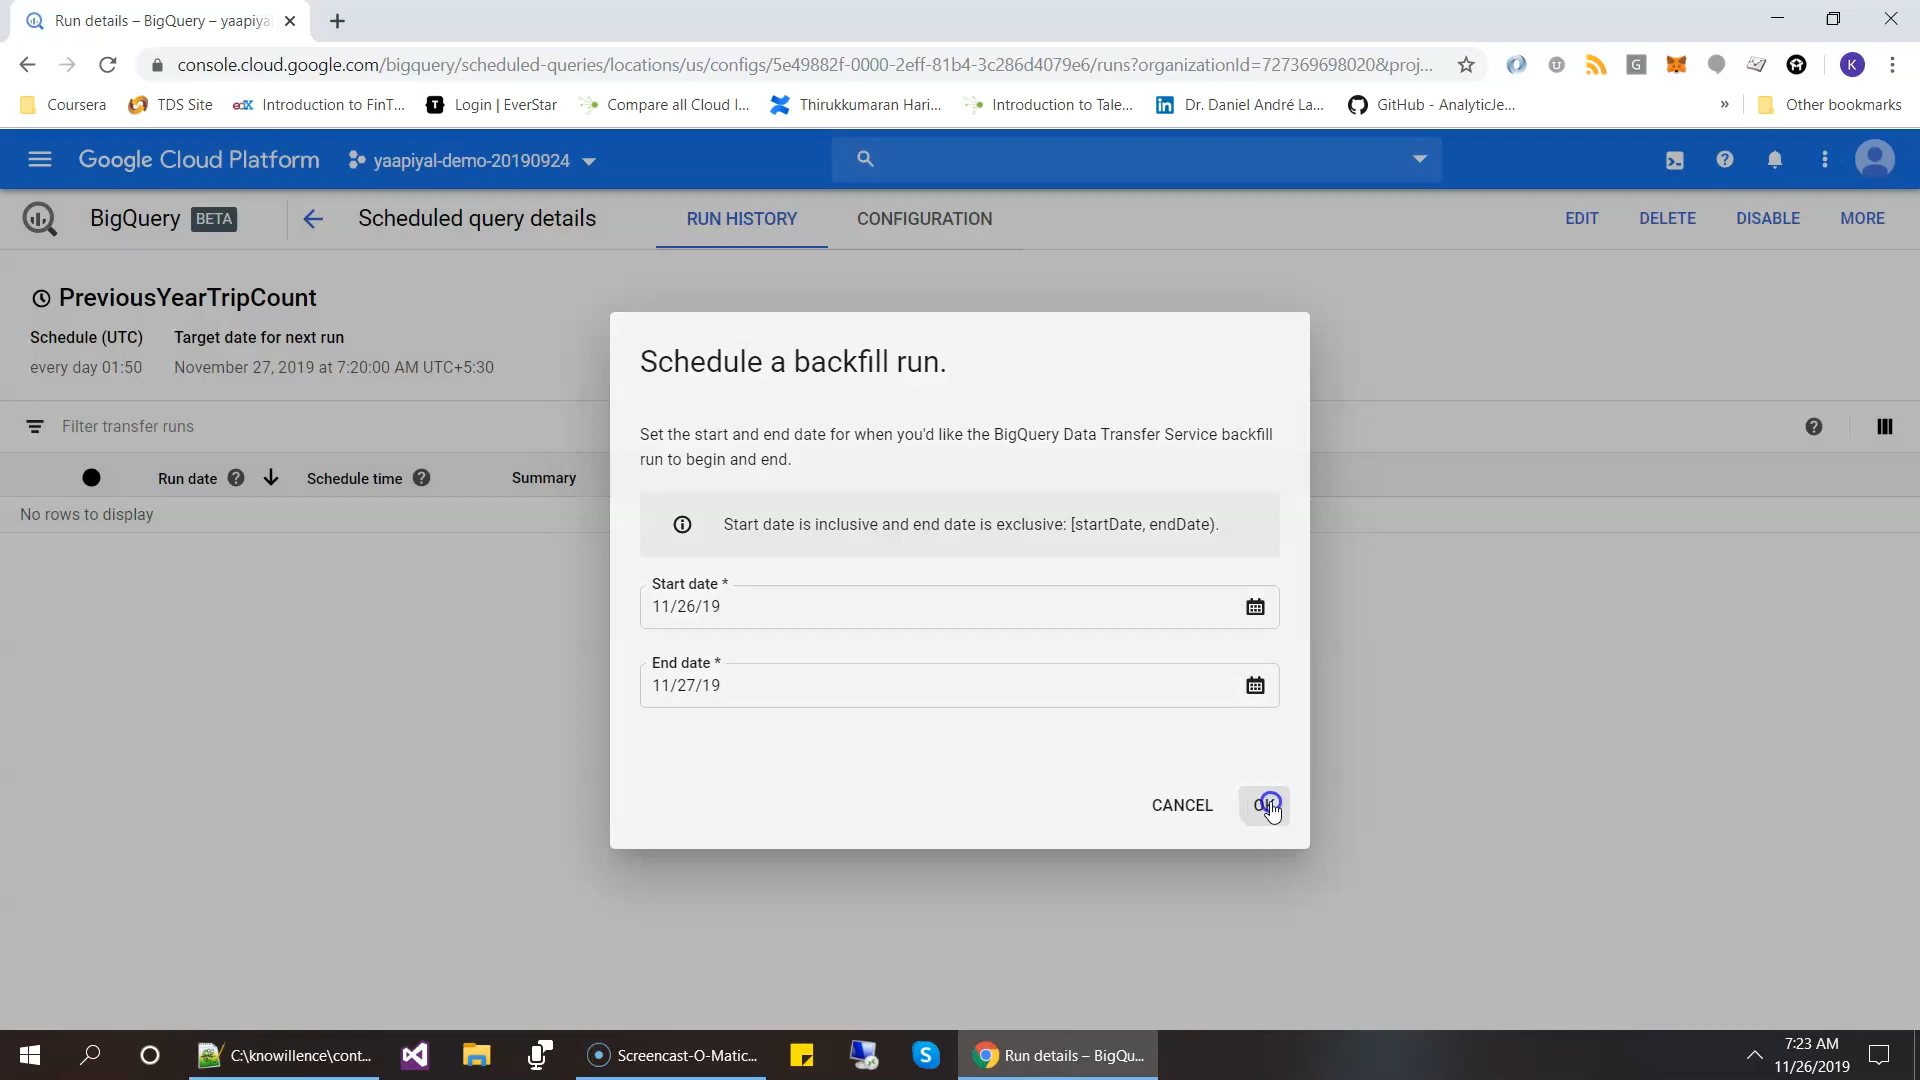 Run details – BigQuery – yaapiya
console.cloud.google.com/bigquery/scheduled-queries/locations/us/configs/5e49882f-0000-2eff-81b4-3c286d4079e6/runs?organizationId=727369698020&proj...
K
Coursera TDS Site edX Introduction to FinT... T Login | EverStar Compare all Cloud I... Thirukkumaran Hari... Introduction to Tale... in Dr. Daniel André La... GitHub - AnalyticJe... » Other bookmarks
Google Cloud Platform yaapiyal-demo-20190924
BigQuery BETA Scheduled query details RUN HISTORY CONFIGURATION EDIT DELETE DISABLE MORE
PreviousYearTripCount
Schedule (UTC) Target date for next run
every day 01:50 November 27, 2019 at 7:20:00 AM UTC+5:30
Filter transfer runs
Run date Schedule time Summary
No rows to display
Schedule a backfill run.
Set the start and end date for when you'd like the BigQuery Data Transfer Service backfill
run to begin and end.
Start date is inclusive and end date is exclusive: [startDate, endDate).
Start date *
11/26/19
End date *
11/27/19
CANCEL OK
C:\knowillence\cont... Screencast-O-Matic... Run details – BigQu...
7:23 AM
11/26/2019